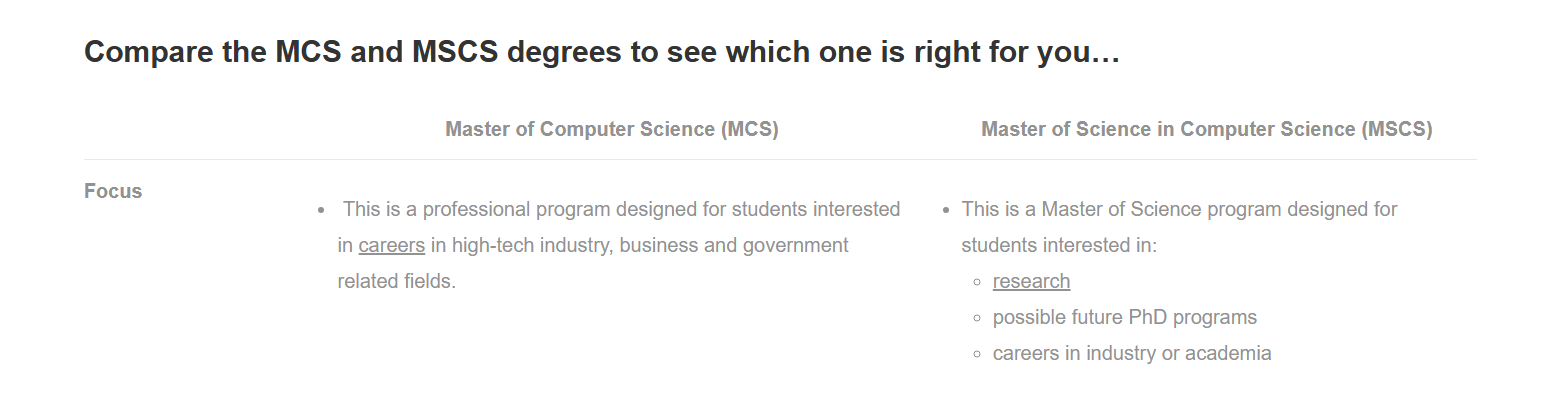 Compare the MCS and MSCS degrees to see which one is right for you…
Master of Computer Science (MCS)
Master of Science in Computer Science (MSCS)
Focus
This is a professional program designed for students interested
in careers in high-tech industry, business and government
related fields.
This is a Master of Science program designed for
students interested in:
research
possible future PhD programs
careers in industry or academia